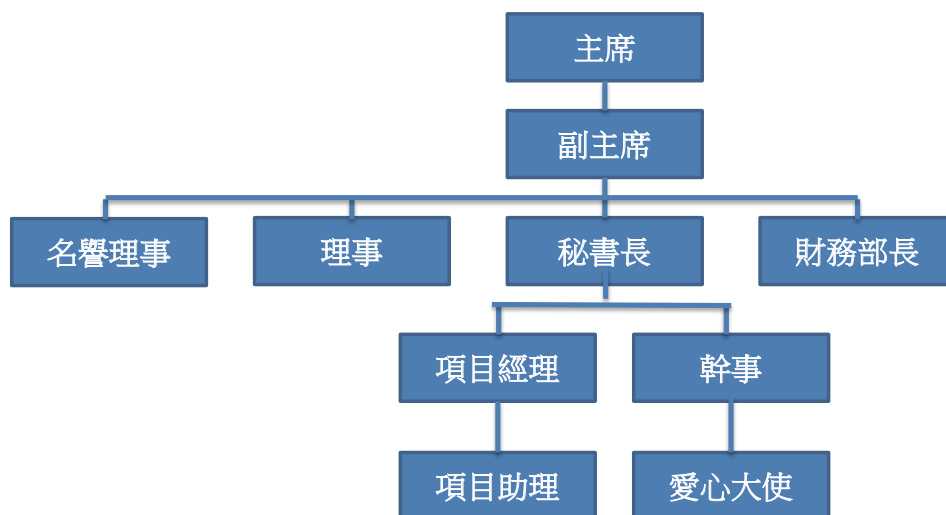 主席
副主席
名譽理事
理事
秘書長
財務部長
項目經理
幹事
項目助理
愛心大使